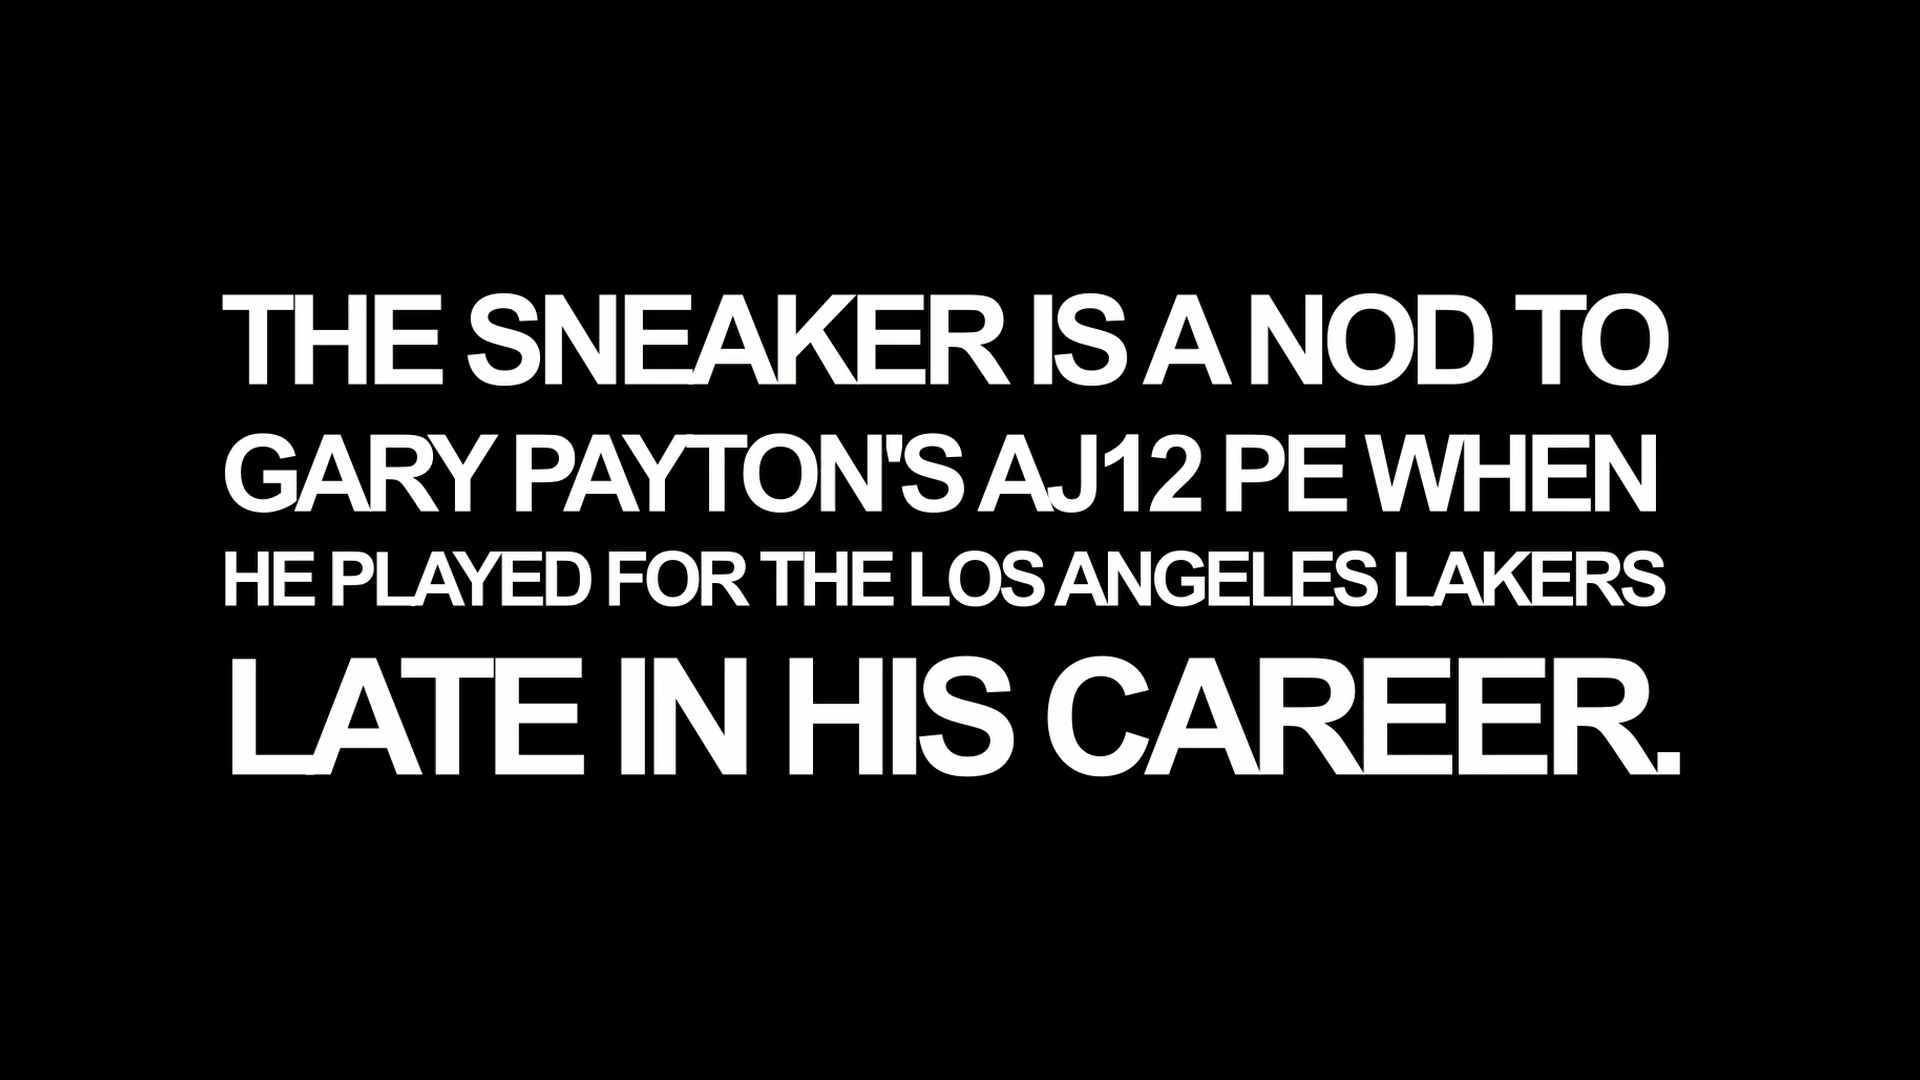 THE SNEAKER IS A NOD TO
GARY PAYTON'S AJ12 PE WHEN
HE PLAYED FOR THE LOS ANGELES LAKERS
LATE IN HIS CAREER.